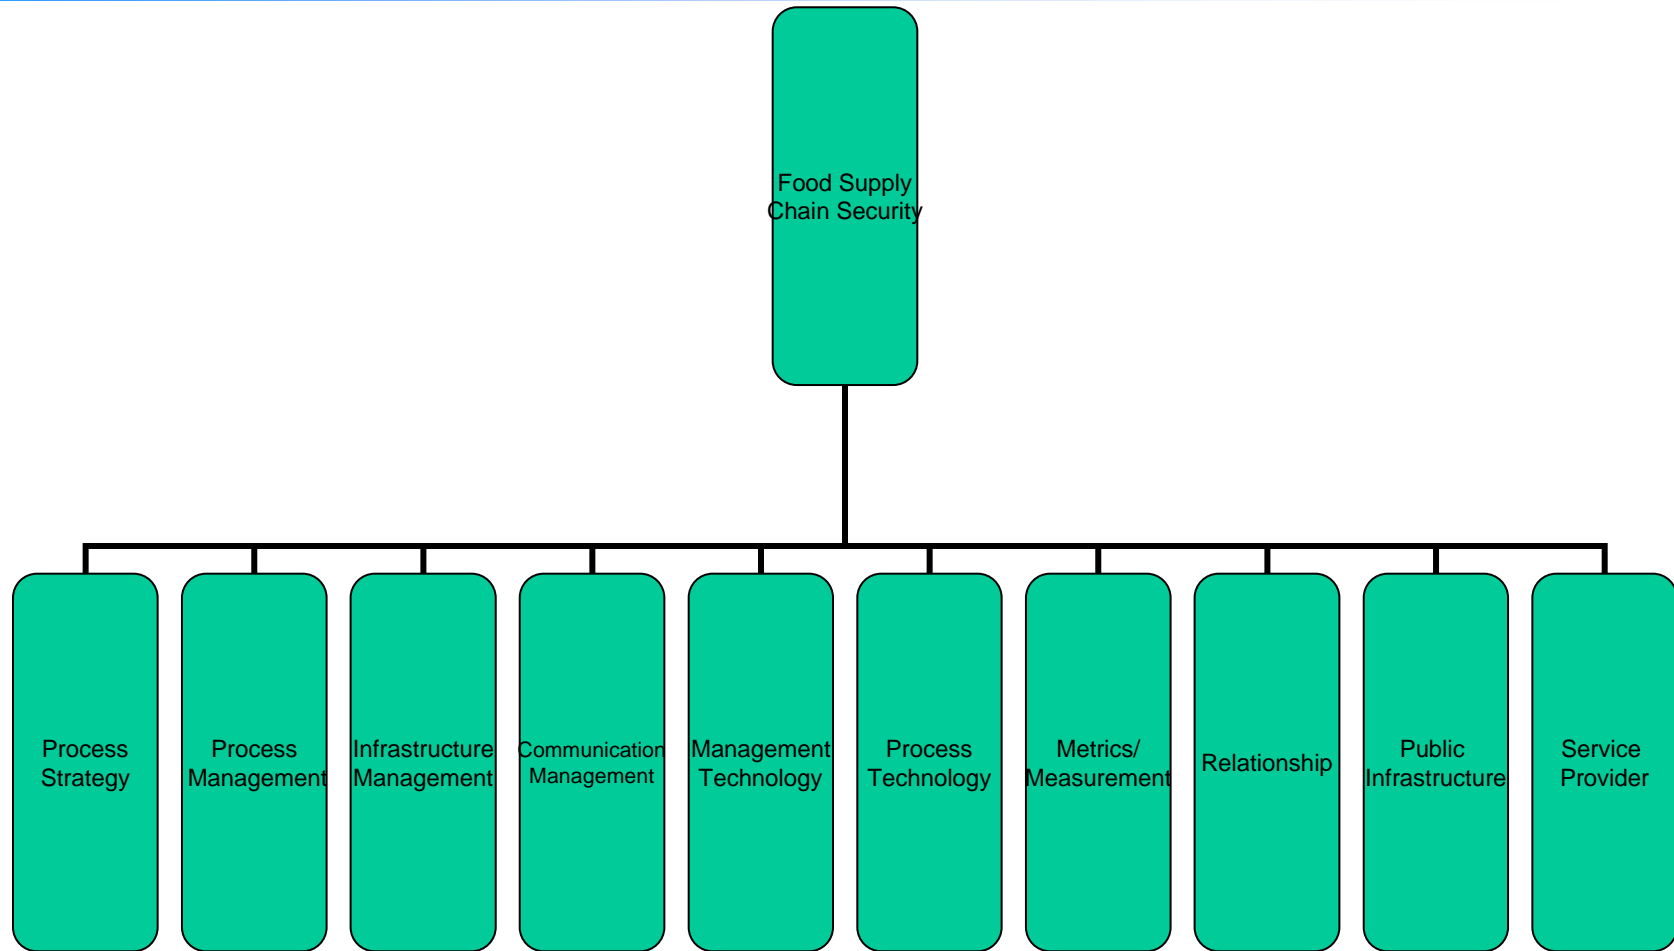 Food Supply
Chain Security
Process
Strategy
Process
Management
Infrastructure
Management
Communication
Management
Management
Technology
Process
Technology
Metrics/
Measurement
Relationship
Public
Infrastructure
Service
Provider